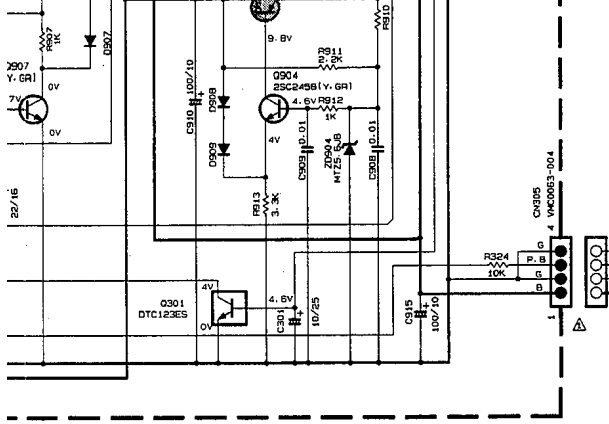 R910
9.8V
R907
1K
D907
R911
2.2K
Q907
Y.GR)
0V
Q904
2SC2458(Y.GR)
100/10
+
C910
D908
7V
4.6V
R912
1K
0.01
0.01
C909
ZD904
MTZ5.6JB
C908
0V
D909
4V
R913
3.3K
22/16
CN305
VMC0063-004
4
G
R324
P.B
10K
G
B
4V
Q301
DTC123ES
4.6V
0V
C301
+
10/25
C915
+
100/10
1